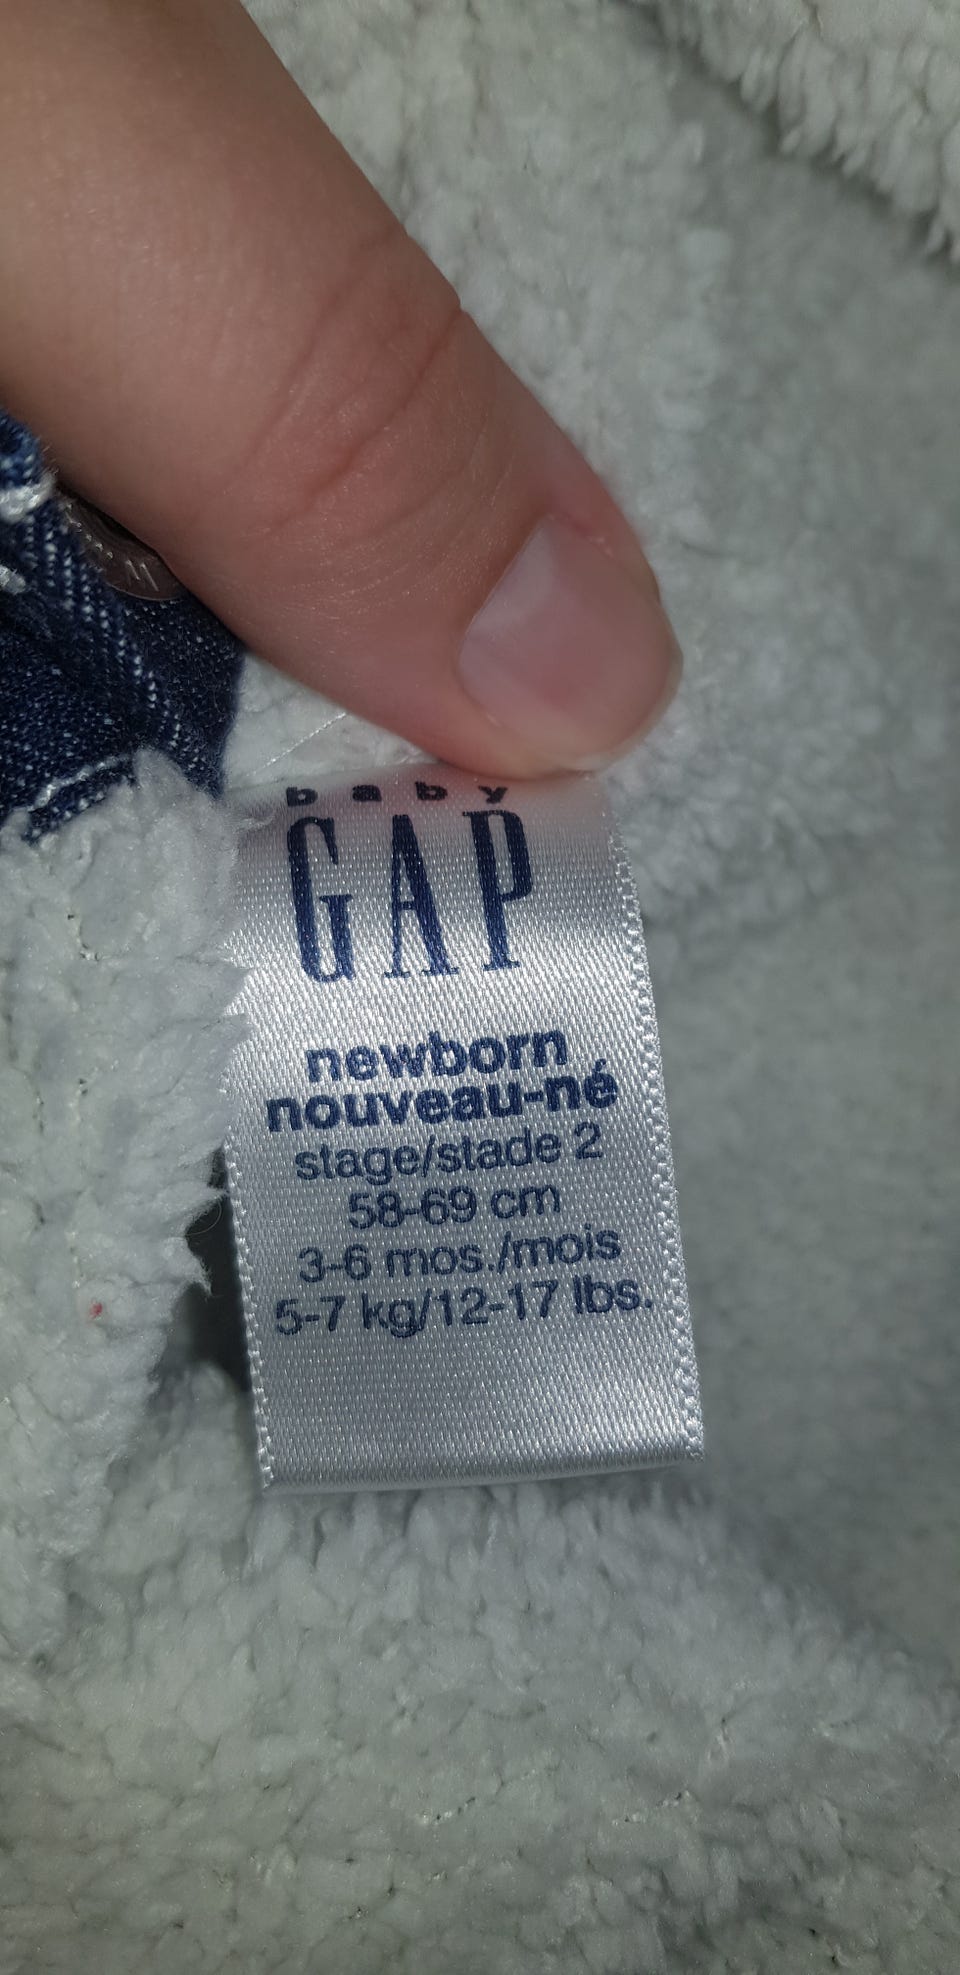 baby
GAP
newborn
nouveau-né
stage/stade 2
58-69 cm
3-6 mos./mois
5-7 kg/12-17 lbs.